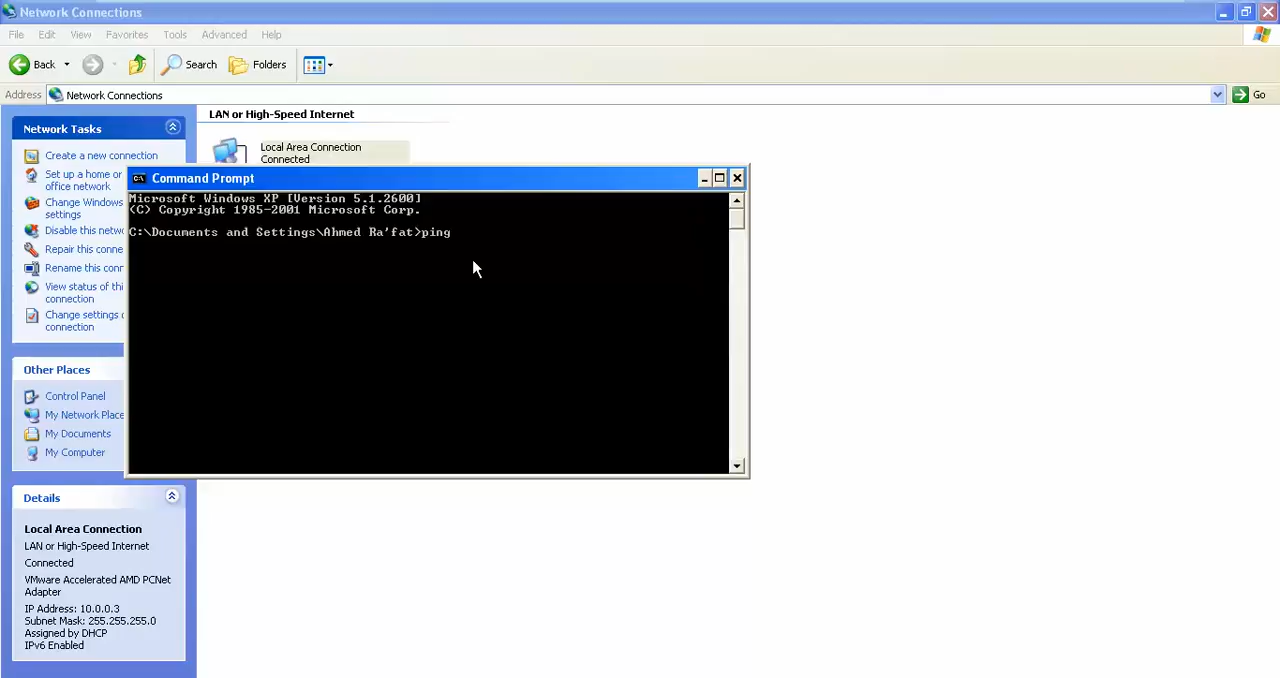 Network Connections
File Edit View Favorites Tools Advanced Help
Back Search Folders
Address Network Connections Go
Network Tasks
Create a new connection
Set up a home or
office network
Change Windows
settings
Disable this netwo
Repair this conne
Rename this conr
View status of thi
connection
Change settings o
connection
Other Places
Control Panel
My Network Place
My Documents
My Computer
Details
Local Area Connection
LAN or High-Speed Internet
Connected
VMware Accelerated AMD PCNet
Adapter
IP Address: 10.0.0.3
Subnet Mask: 255.255.255.0
Assigned by DHCP
IPv6 Enabled
LAN or High-Speed Internet
Local Area Connection
Connected
C:\ Command Prompt
Microsoft Windows XP [Version 5.1.2600]
(C) Copyright 1985-2001 Microsoft Corp.
C:\Documents and Settings\Ahmed Ra'fat>ping